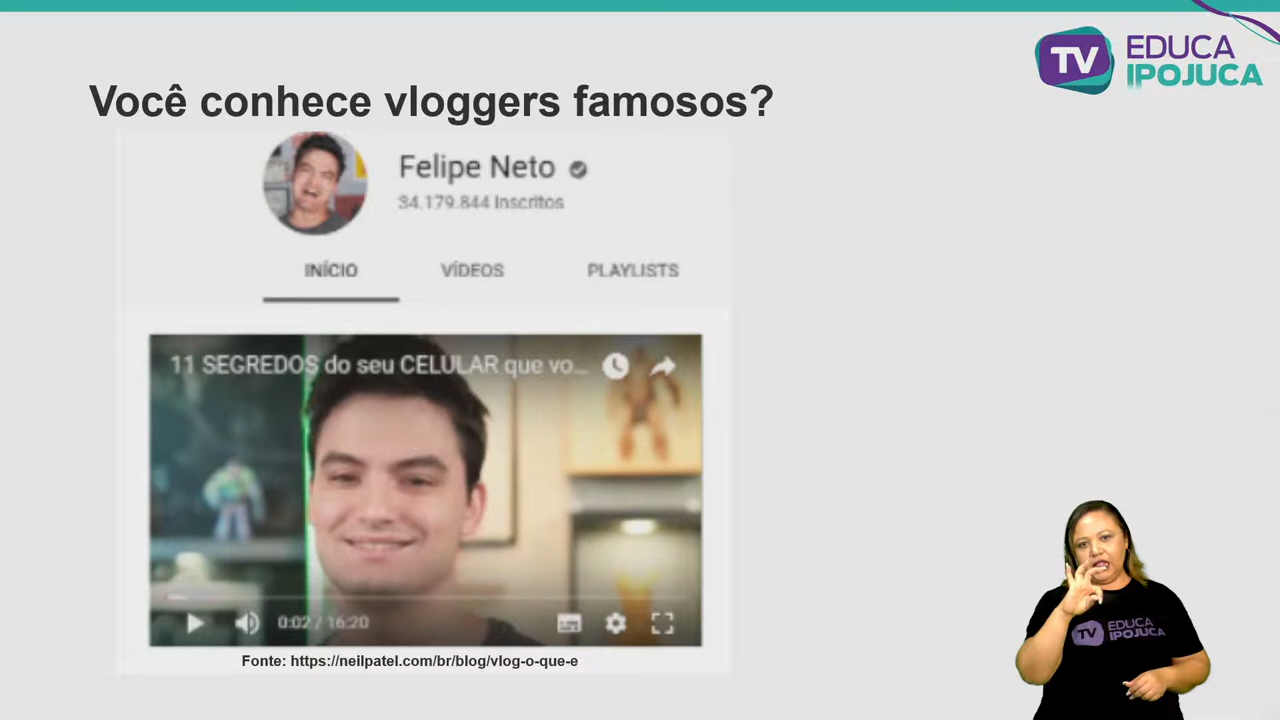 TV EDUCA
IPOJUCA
Você conhece vloggers famosos?
Felipe Neto
34.179.844 inscritos
INÍCIO VÍDEOS PLAYLISTS
11 SEGREDOS do seu CELULAR que vo...
0:02 / 16:20
Fonte: https://neilpatel.com/br/blog/vlog-o-que-e
TV EDUCA
IPOJUCA